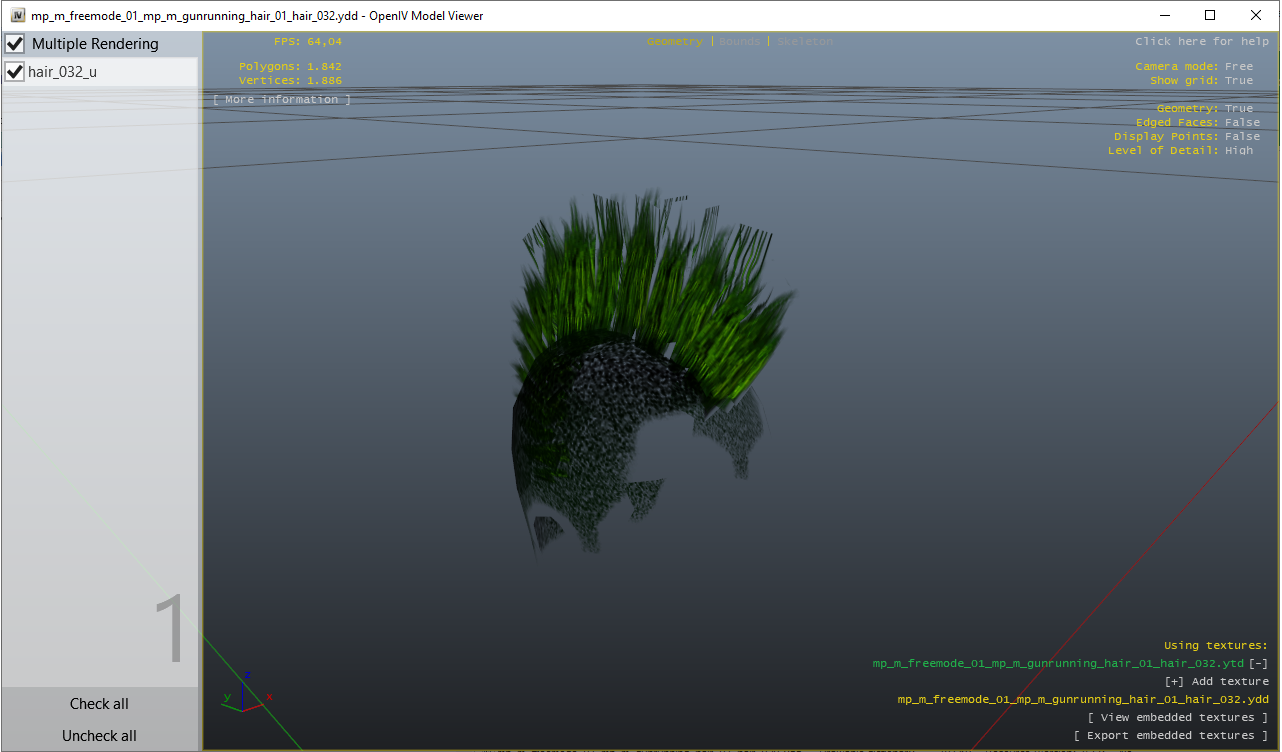 mp_m_freemode_01_mp_m_gunrunning_hair_01_hair_032.ydd - OpenIV Model Viewer
Multiple Rendering
hair_032_u
FPS: 64,04
Geometry | Bounds | Skeleton
Click here for help
Polygons: 1.842
Vertices: 1.886
[ More information ]
Camera mode: Free
Show grid: True
Geometry: True
Edged Faces: False
Display Points: False
Level of Detail: High
1
z
y
x
Using textures:
mp_m_freemode_01_mp_m_gunrunning_hair_01_hair_032.ytd [-]
[+] Add texture
mp_m_freemode_01_mp_m_gunrunning_hair_01_hair_032.ydd
[ View embedded textures ]
[ Export embedded textures ]
Check all
Uncheck all